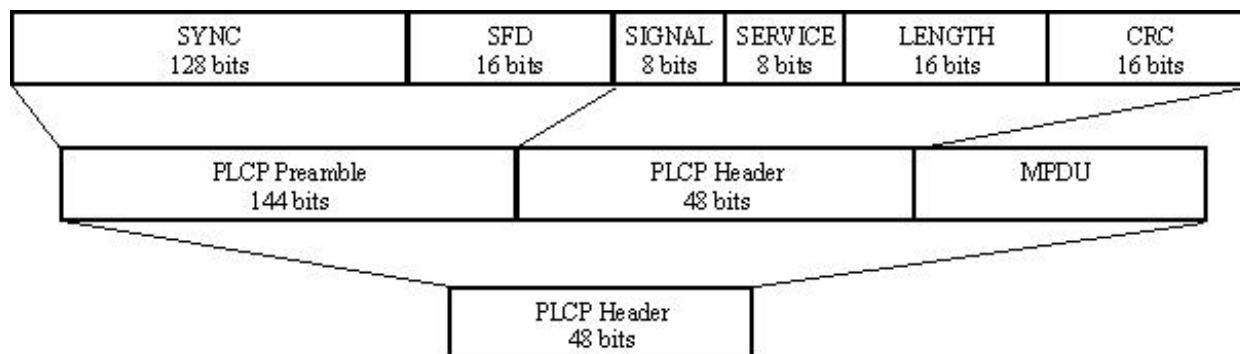 SYNC
128 bits
SFD
16 bits
SIGNAL
8 bits
SERVICE
8 bits
LENGTH
16 bits
CRC
16 bits
PLCP Preamble
144 bits
PLCP Header
48 bits
MPDU
PLCP Header
48 bits